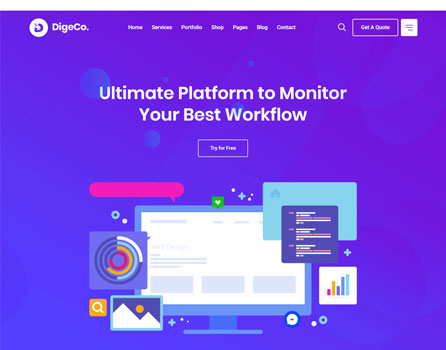 DigeCo.
Home Services Portfolio Shop Pages Blog Contact
Get A Quote
Ultimate Platform to Monitor
Your Best Workflow
Try for Free
Web Design